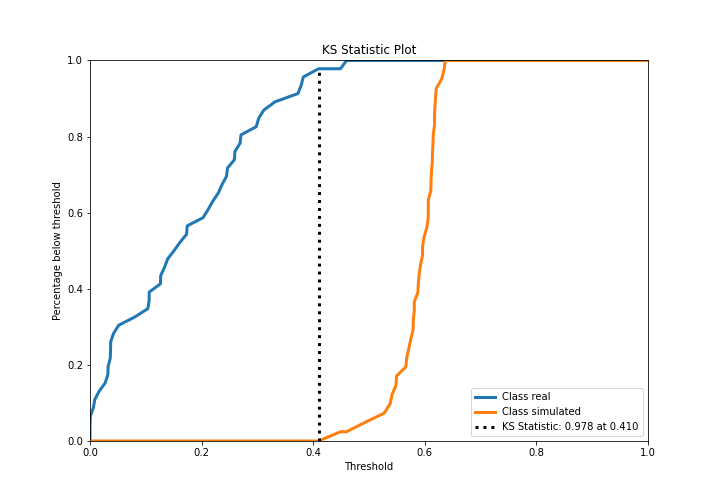 KS Statistic Plot
1.0
0.8
0.6
0.4
0.2
0.0
Percentage below threshold
0.0 0.2 0.4 0.6 0.8 1.0
Threshold
Class real
Class simulated
KS Statistic: 0.978 at 0.410